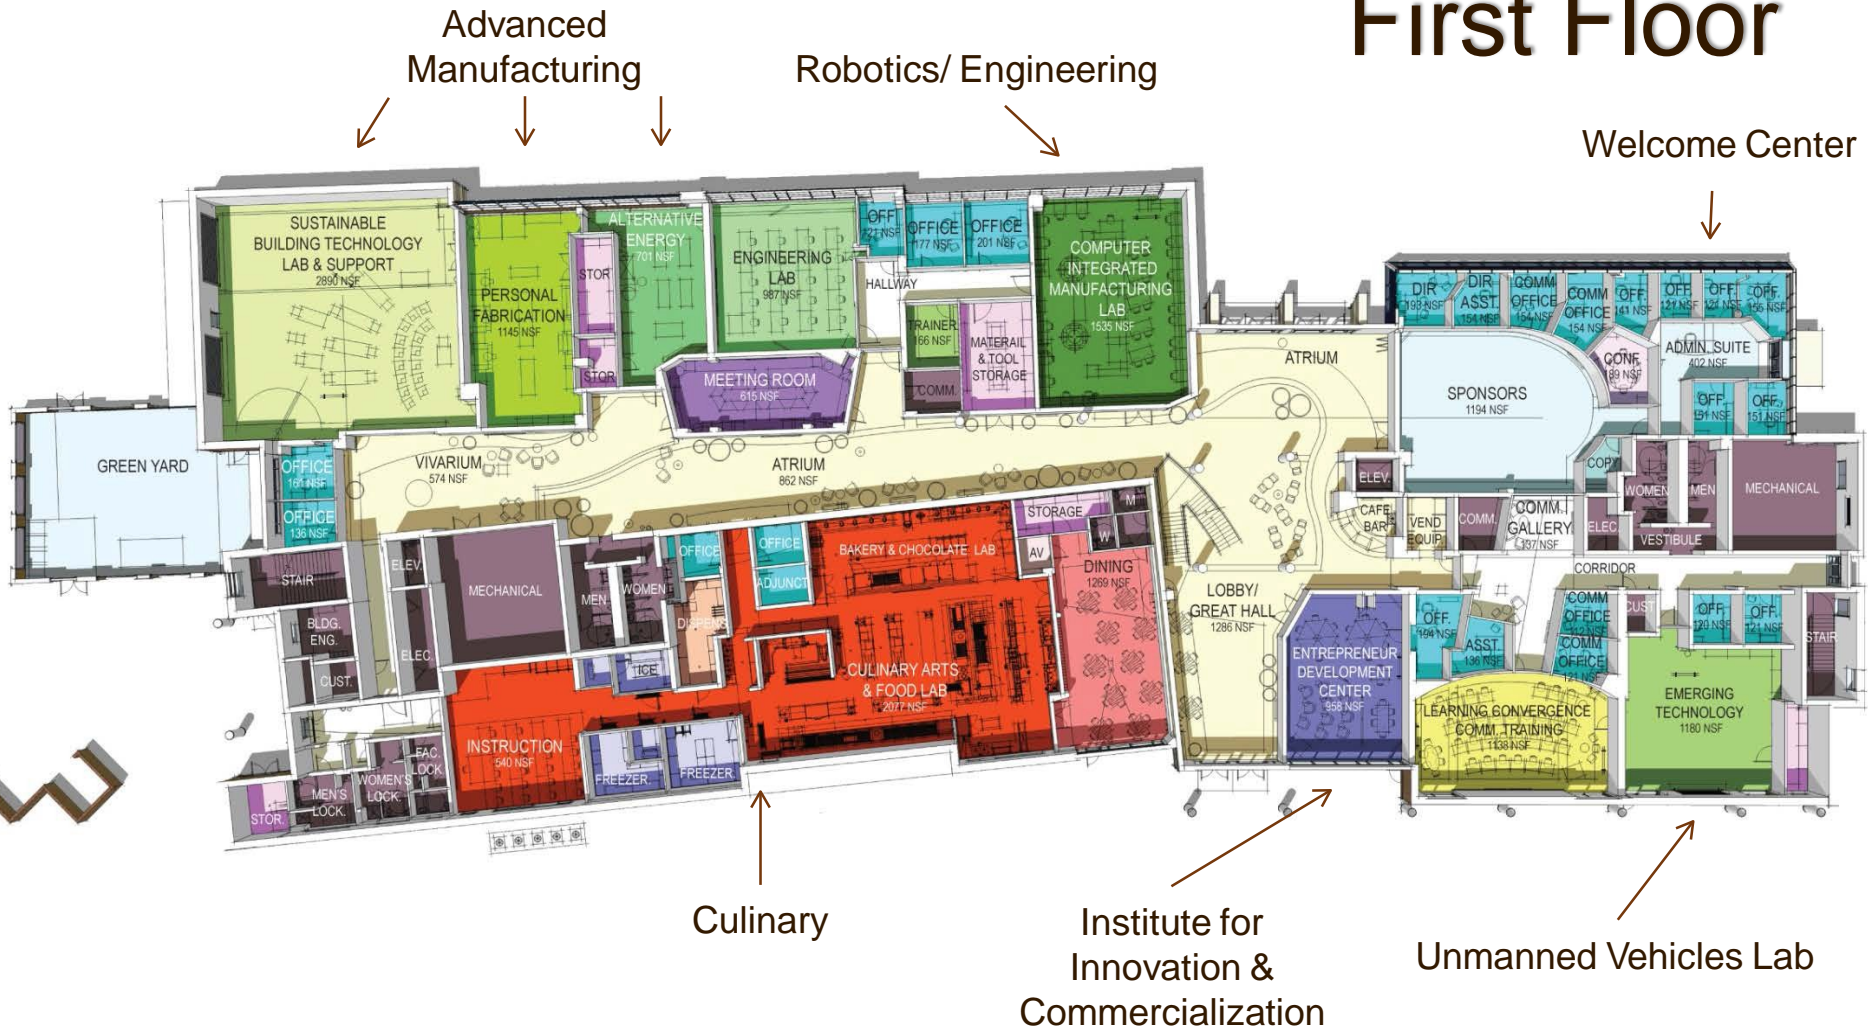 First Floor
Advanced
Manufacturing
Robotics/ Engineering
Welcome Center
SUSTAINABLE
BUILDING TECHNOLOGY
LAB & SUPPORT
2890 NSF
PERSONAL
FABRICATION
1145 NSF
STOR
STOR
ALTERNATIVE
ENERGY
701 NSF
ENGINEERING
LAB
987 NSF
MEETING ROOM
615 NSF
OFF
OFFICE
177 NSF
OFFICE
201 NSF
HALLWAY
TRAINER
166 NSF
COMM.
MATERAIL
& TOOL
STORAGE
COMPUTER
INTEGRATED
MANUFACTURING
LAB
1535 NSF
ATRIUM
DIR
193 NSF
DIR
ASST.
154 NSF
COMM
OFFICE
154 NSF
COMM
OFFICE
154 NSF
OFF.
141 NSF
OFF.
121 NSF
OFF.
121 NSF
OFF.
CONF.
ADMIN. SUITE
402 NSF
SPONSORS
1194 NSF
OFF.
151 NSF
OFF.
151 NSF
COPY
WOMEN
MEN
MECHANICAL
GREEN YARD
OFFICE
OFFICE
136 NSF
VIVARIUM
574 NSF
ATRIUM
862 NSF
ELEV.
CAFE
BAR
VEND
EQUIP
COMM.
COMM.
GALLERY
ELEC.
VESTIBULE
CORRIDOR
STAIR
ELEV.
MECHANICAL
MEN
WOMEN
OFFICE
OFFICE
ADJUNCT
BAKERY & CHOCOLATE LAB
STORAGE
M
W
AV
DINING
1269 NSF
LOBBY/
GREAT HALL
1286 NSF
BLDG.
ENG.
CUST.
ELEC.
DISPENS
ICE
CULINARY ARTS
& FOOD LAB
2077 NSF
ENTREPRENEUR
DEVELOPMENT
CENTER
958 NSF
OFF.
194 NSF
ASST.
136 NSF
COMM
OFFICE
COMM
OFFICE
121 NSF
CUST
OFF.
120 NSF
OFF.
121 NSF
STAIR
LEARNING CONVERGENCE
COMM. TRAINING
1138 NSF
EMERGING
TECHNOLOGY
1180 NSF
INSTRUCTION
540 NSF
FREEZER.
FREEZER.
FAC.
LOCK.
WOMEN'S
LOCK.
MEN'S
LOCK.
STOR.
Culinary
Institute for
Innovation &
Commercialization
Unmanned Vehicles Lab